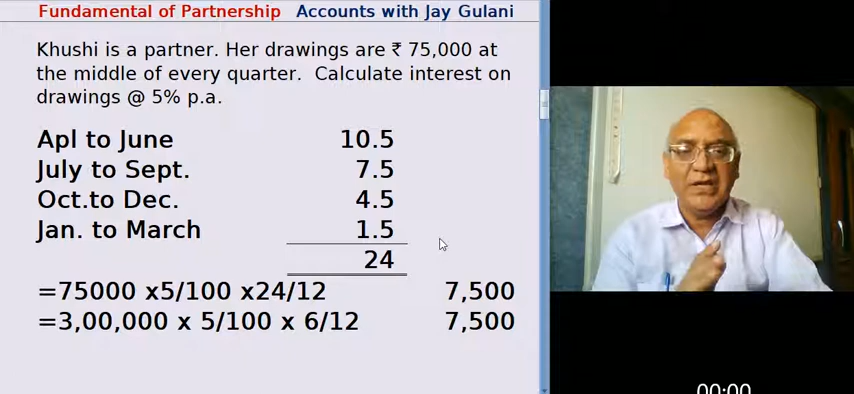 Fundamental of Partnership Accounts with Jay Gulani
Khushi is a partner. Her drawings are ₹ 75,000 at
the middle of every quarter. Calculate interest on
drawings @ 5% p.a.
Apl to June 10.5
July to Sept. 7.5
Oct.to Dec. 4.5
Jan. to March 1.5
24
=75000 x5/100 x24/12 7,500
=3,00,000 x 5/100 x 6/12 7,500
00:00